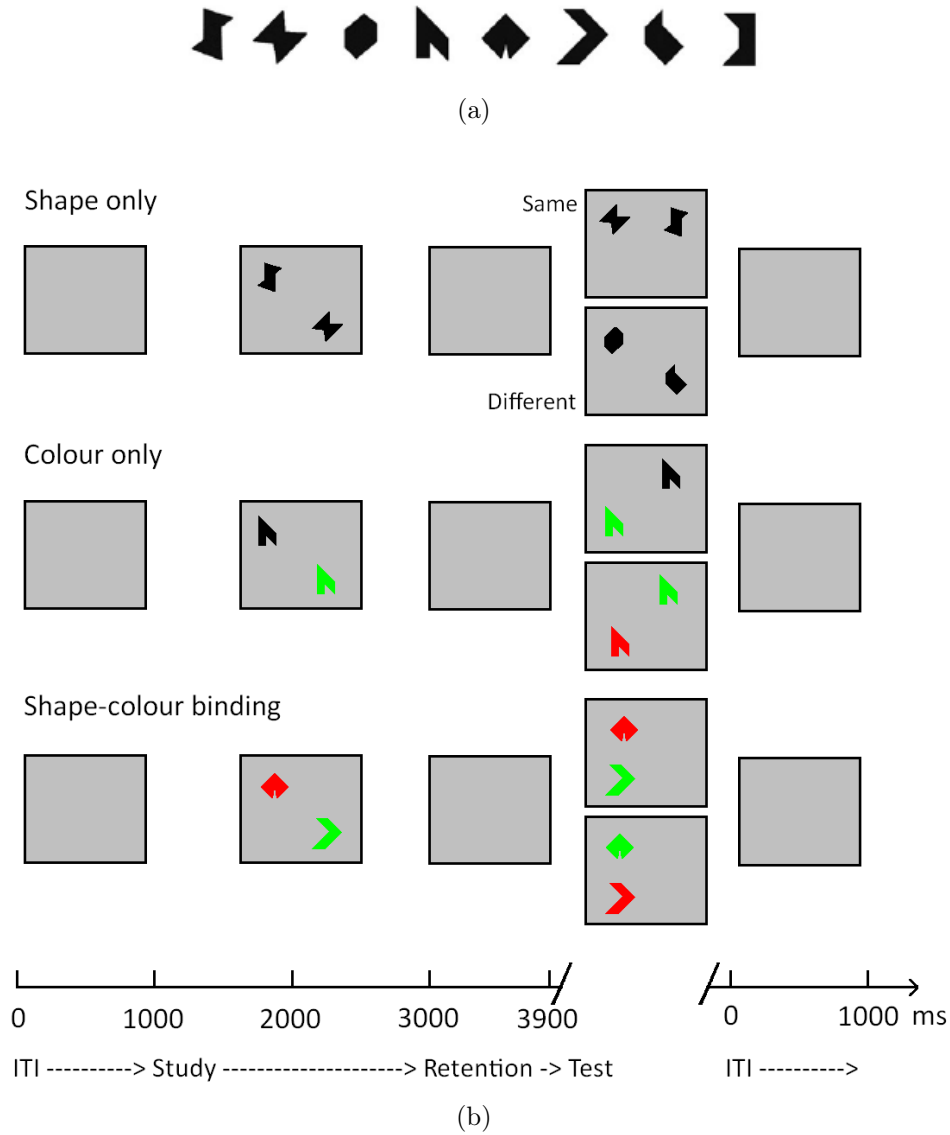 (a)
Shape only
Same
Different
Colour only
Shape-colour binding
0 1000 2000 3000 3900 0 1000 ms
ITI ----------> Study --------------------> Retention -> Test ITI ---------->
(b)